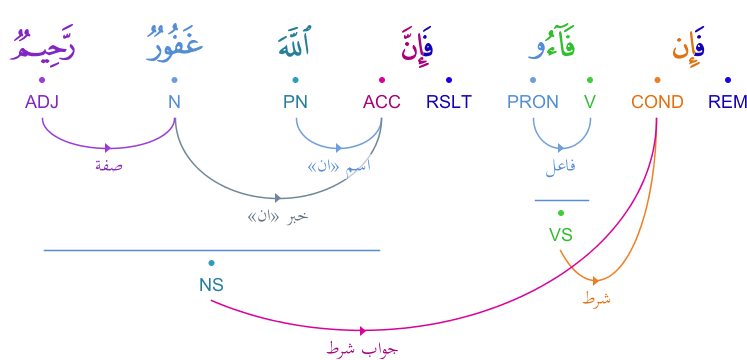 فَإِن فَآءُو فَإِنَّ ٱللَّهَ غَفُورٌ رَّحِيمٌ
ADJ N PN ACC RSLT PRON V COND REM
صفة اسم «ان» فاعل
خبر «ان»
VS
NS
شرط
جواب شرط